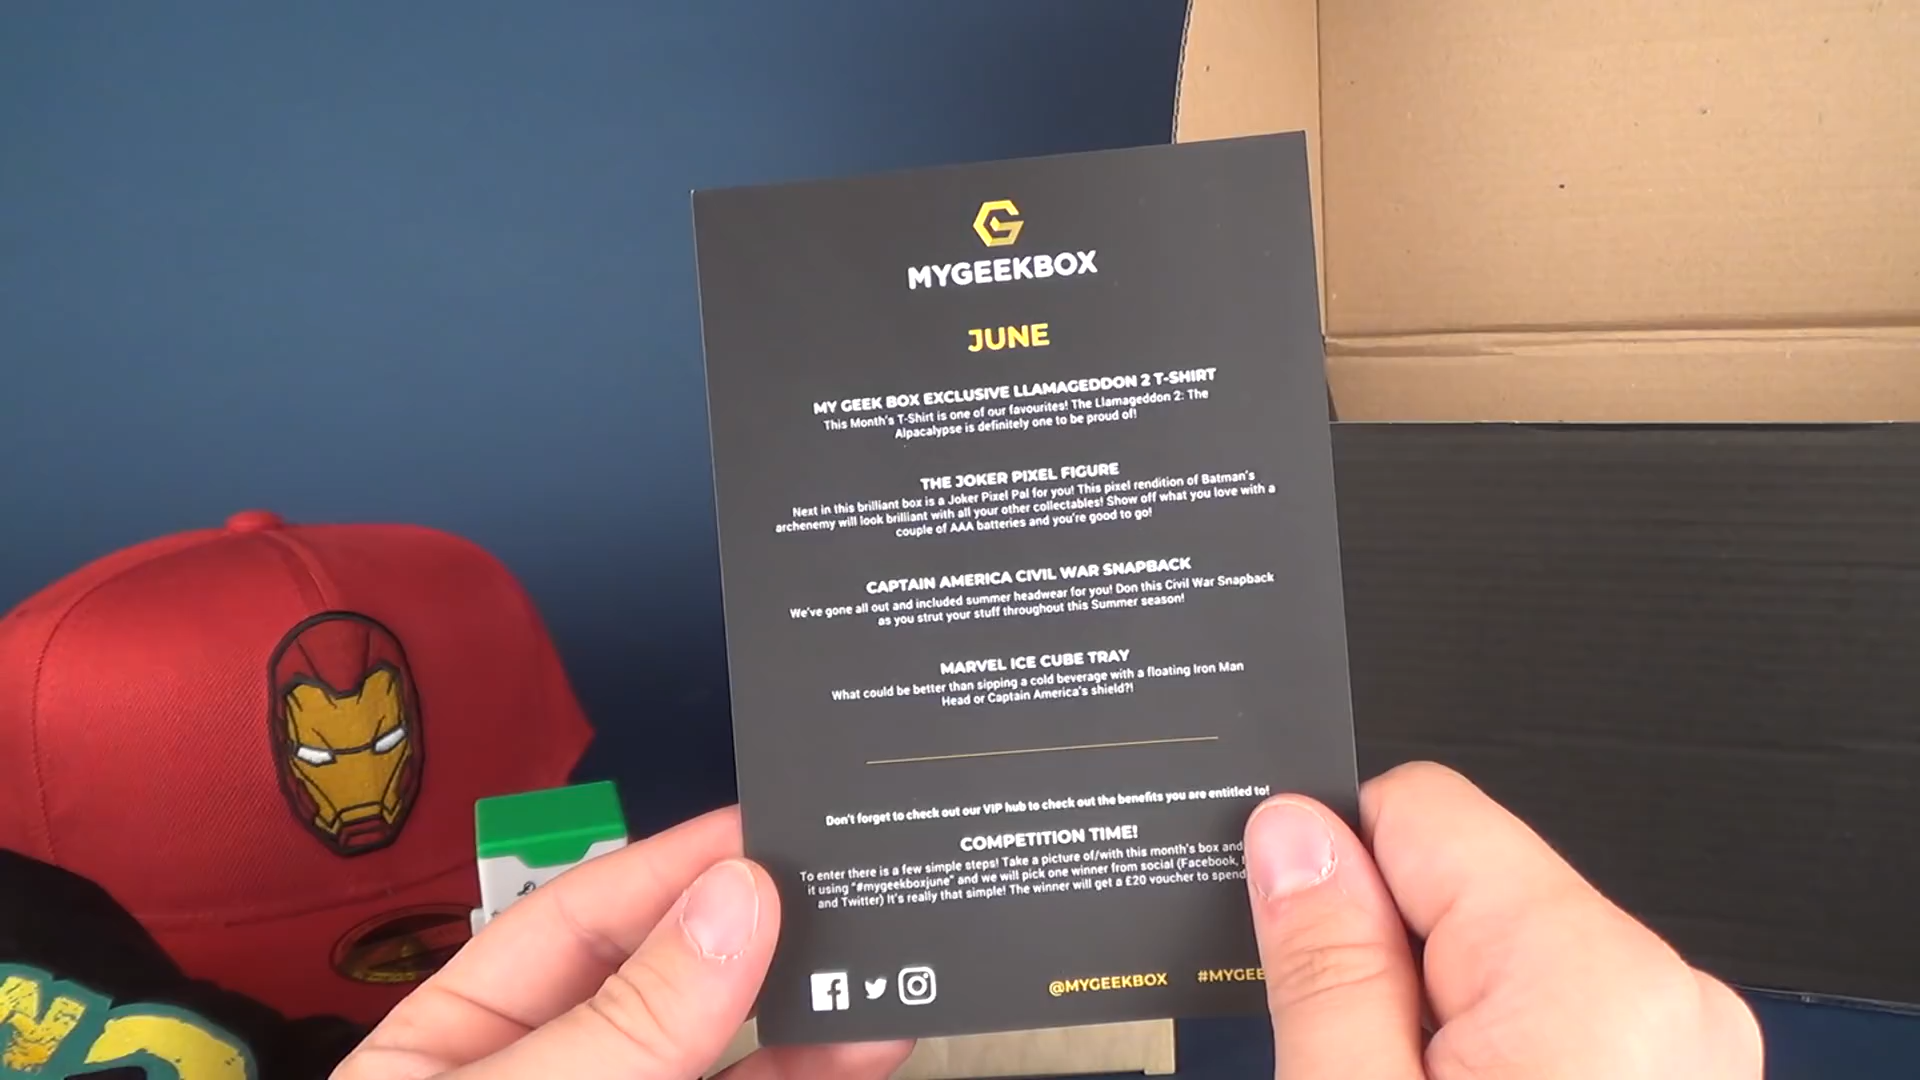 MYGEEKBOX
JUNE
MY GEEK BOX EXCLUSIVE LLAMAGEDDON 2 T-SHIRT
This Month's T-Shirt is one of our favourites! The Llamageddon 2: The
Alpacalypse is definitely one to be proud of!
THE JOKER PIXEL FIGURE
Next in this brilliant box is a Joker Pixel Pal for you! This pixel rendition of Batman's
archenemy will look brilliant with all your other collectables! Show off what you love with a
couple of AAA batteries and you're good to go!
CAPTAIN AMERICA CIVIL WAR SNAPBACK
We've gone all out and included summer headwear for you! Don this Civil War Snapback
as you strut your stuff throughout this Summer season!
MARVEL ICE CUBE TRAY
What could be better than sipping a cold beverage with a floating Iron Man
Head or Captain America's shield?!
Don't forget to check out our VIP hub to check out the benefits you are entitled to!
COMPETITION TIME!
To enter there is a few simple steps! Take a picture of/with this month's box and
it using "#mygeekboxjune" and we will pick one winner from social (Facebook,
and Twitter) It's really that simple! The winner will get a £20 voucher to spend
@MYGEEKBOX #MYGEE